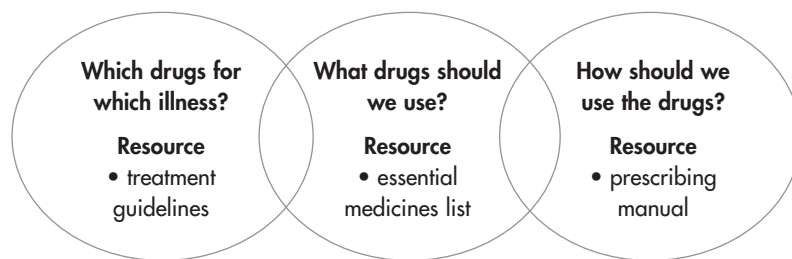 Which drugs for
which illness?
Resource
• treatment
guidelines
What drugs should
we use?
Resource
• essential
medicines list
How should we
use the drugs?
Resource
• prescribing
manual